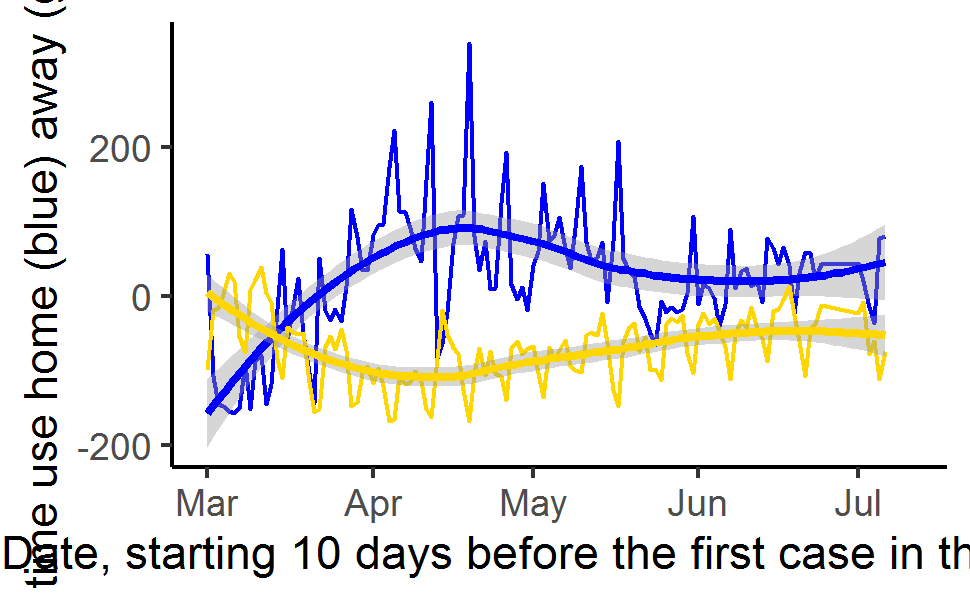 time use home (blue) away (g
200
0
-200
Mar Apr May Jun Jul
Date, starting 10 days before the first case in th